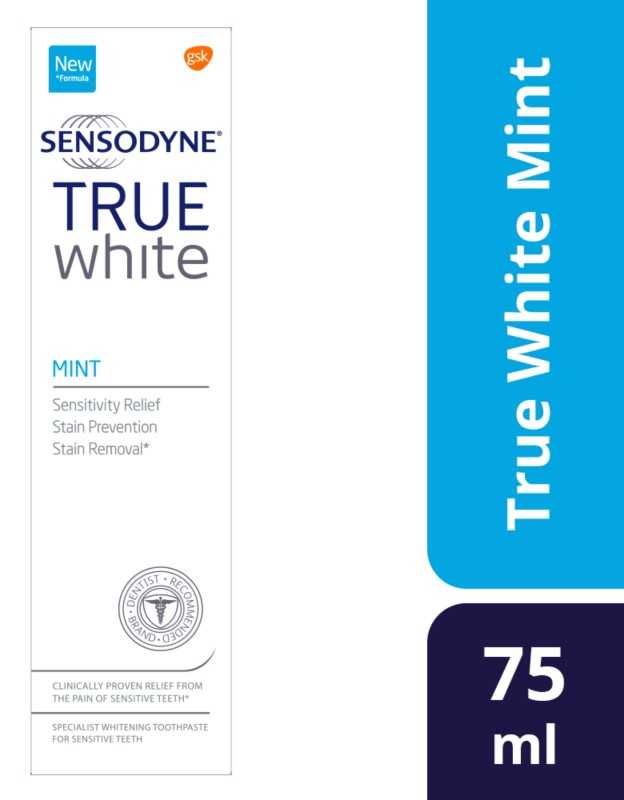 New
*Formula
gsk
SENSODYNE®
TRUE
white
MINT
Sensitivity Relief
Stain Prevention
Stain Removal*
DENTIST • RECOMMENDED • BRAND •
CLINICALLY PROVEN RELIEF FROM
THE PAIN OF SENSITIVE TEETH*
SPECIALIST WHITENING TOOTHPASTE
FOR SENSITIVE TEETH
True White Mint
75
ml